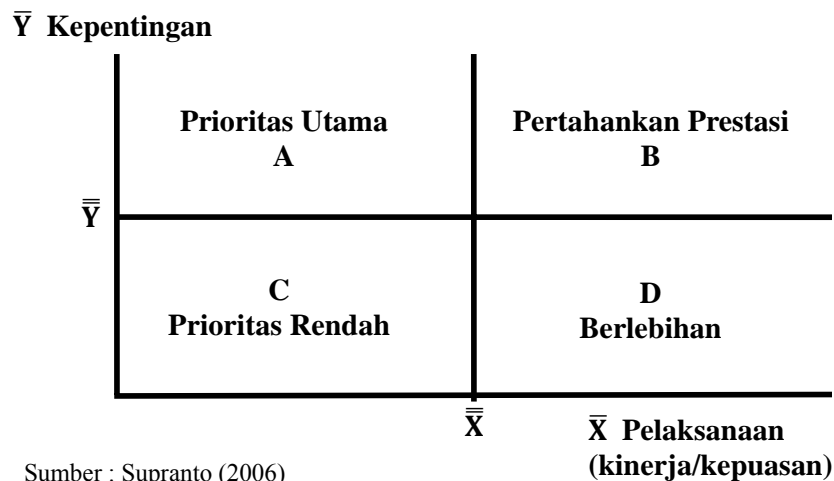 Y̅ Kepentingan
Prioritas Utama
A
Pertahankan Prestasi
B
Y̿
C
Prioritas Rendah
D
Berlebihan
X̿
X̅ Pelaksanaan
(kinerja/kepuasan)
Sumber : Supranto (2006)